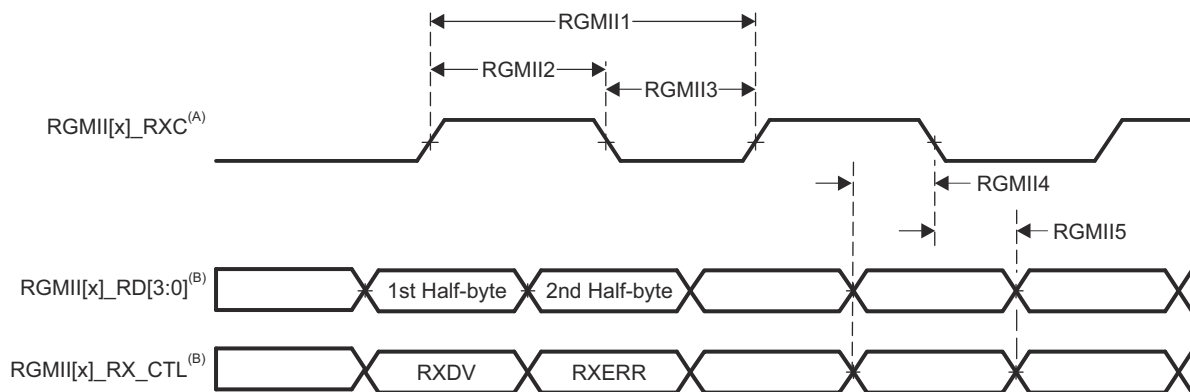 RGMII1
RGMII2
RGMII3
RGMII[x]_RXC(A)
RGMII4
RGMII5
RGMII[x]_RD[3:0](B)
1st Half-byte
2nd Half-byte
RGMII[x]_RX_CTL(B)
RXDV
RXERR